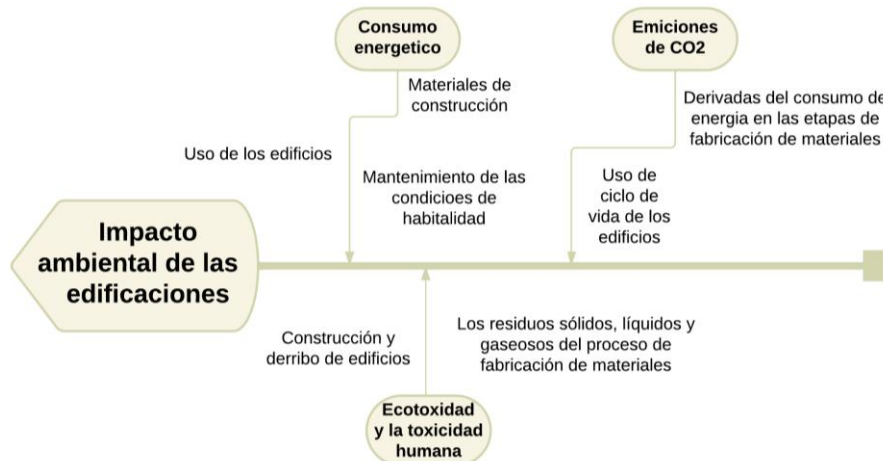 Consumo
energetico
Emiciones
de CO2
Materiales de
construcción
Derivadas del consumo de
energia en las etapas de
fabricación de materiales
Uso de los edificios
Mantenimiento de las
condicioes de
habitalidad
Uso de
ciclo de
vida de los
edificios
Impacto
ambiental de las
edificaciones
Construcción y
derribo de edificios
Los residuos sólidos, líquidos y
gaseosos del proceso de
fabricación de materiales
Ecotoxidad
y la toxicidad
humana